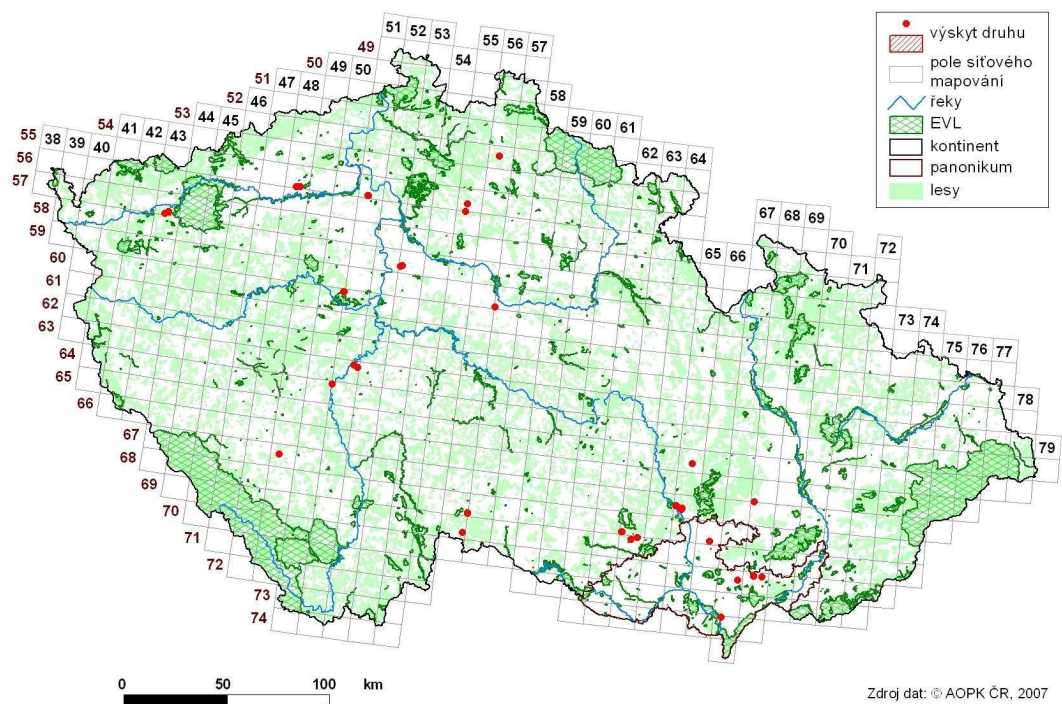 51 52 53
55 56 57
49
54
50 49 50
51 47 48
58
52 46
53 44 45
59 60 61
54 41 42 43
55 38 39 40
62 63 64
56
57
58
59
60
61
62
63
64
65
66
67
68
69
70
71
72
73
74
65 66
67 68 69
70
71
72
73 74
75 76 77
78
79
výskyt druhu
pole síťového
mapování
řeky
EVL
kontinent
panonikum
lesy
0 50 100 km
Zdroj dat: © AOPK ČR, 2007